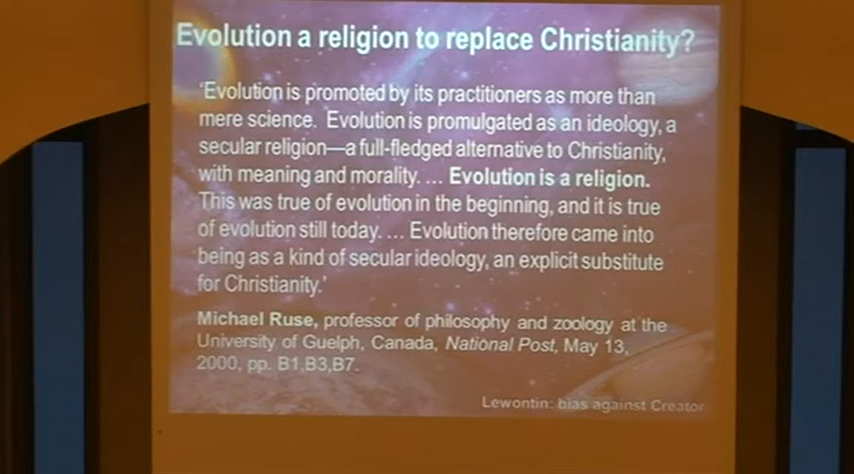 Evolution a religion to replace Christianity?
‘Evolution is promoted by its practitioners as more than
mere science. Evolution is promulgated as an ideology, a
secular religion—a full-fledged alternative to Christianity,
with meaning and morality. … Evolution is a religion.
This was true of evolution in the beginning, and it is true
of evolution still today. … Evolution therefore came into
being as a kind of secular ideology, an explicit substitute
for Christianity.’
Michael Ruse, professor of philosophy and zoology at the
University of Guelph, Canada, National Post, May 13,
2000, pp. B1,B3,B7.
Lewontin: bias against Creator